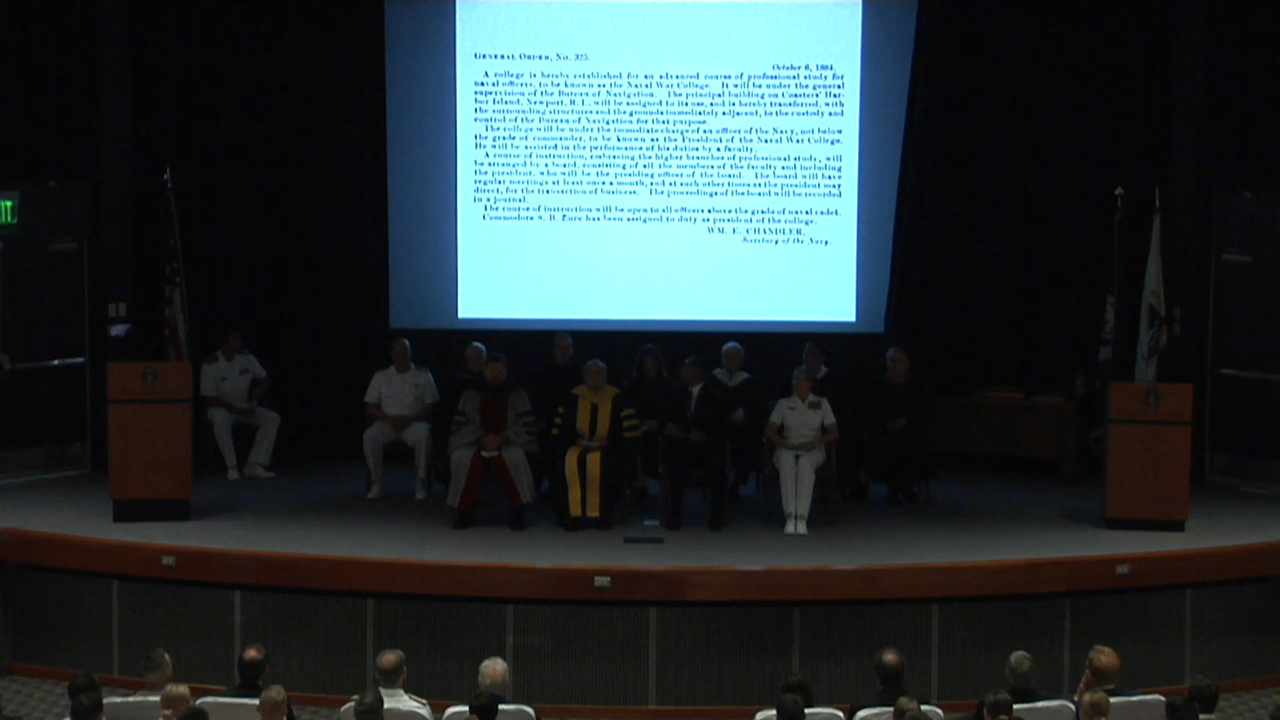 GENERAL ORDER, No. 325.
October 6, 1884.
A college is hereby established for an advanced course of professional study for
naval officers, to be known as the Naval War College. It will be under the general
supervision of the Bureau of Navigation. The principal building on Coasters' Har-
bor Island, Newport, R. I., will be assigned to its use, and is hereby transferred, with
the surrounding structures and the grounds immediately adjacent, to the custody and
control of the Bureau of Navigation for that purpose.
The college will be under the immediate charge of an officer of the Navy, not below
the grade of commander, to be known as the President of the Naval War College.
He will be assisted in the performance of his duties by a faculty.
A course of instruction, embracing the higher branches of professional study, will
be arranged by a board, consisting of all the members of the faculty and including
the president, who will be the presiding officer of the board. The board will have
regular meetings at least once a month, and at such other times as the president may
direct, for the transaction of business. The proceedings of the board will be recorded
in a journal.
The course of instruction will be open to all officers above the grade of naval cadet.
Commodore S. B. Luce has been assigned to duty as president of the college.
WM. E. CHANDLER,
Secretary of the Navy.
IT